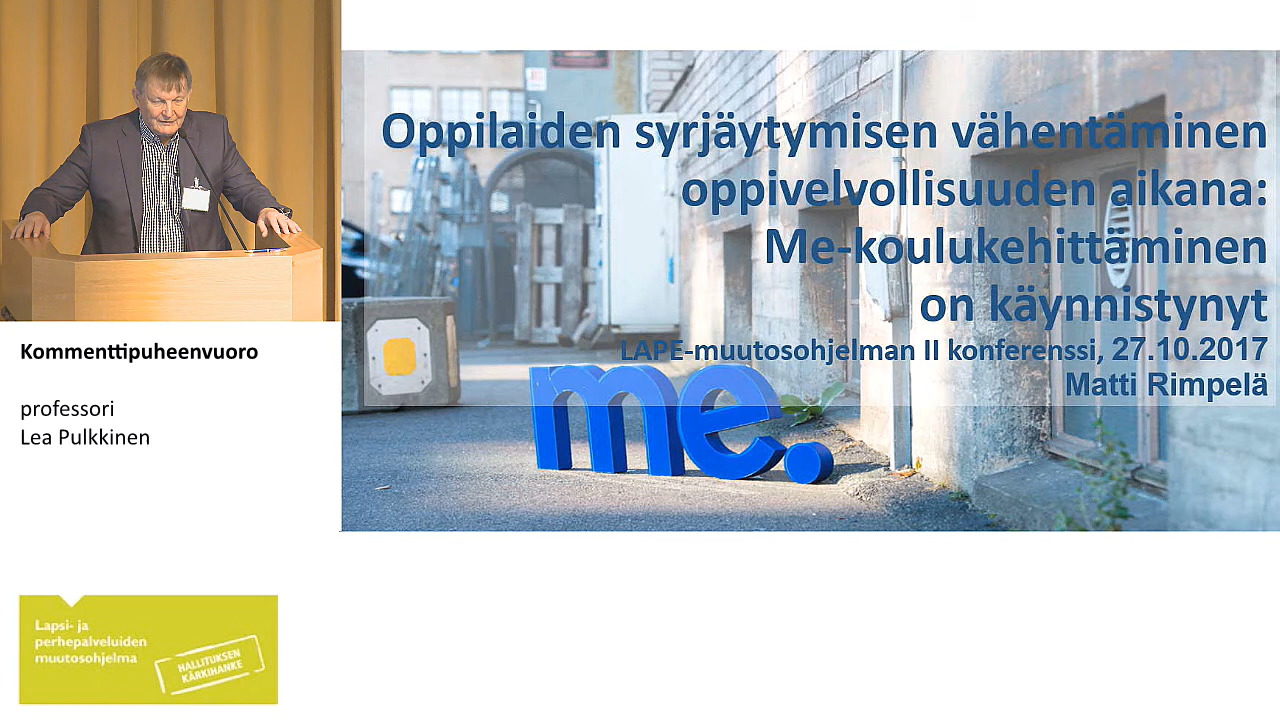 Oppilaiden syrjäytymisen vähentäminen
oppivelvollisuuden aikana:
Me-koulukehittäminen
on käynnistynyt
LAPE-muutosohjelman II konferenssi, 27.10.2017
Matti Rimpelä
me.
Kommenttipuheenvuoro
professori
Lea Pulkkinen
Lapsi- ja
perhepalveluiden
muutosohjelma
HALLITUKSEN
KÄRKIHANKE